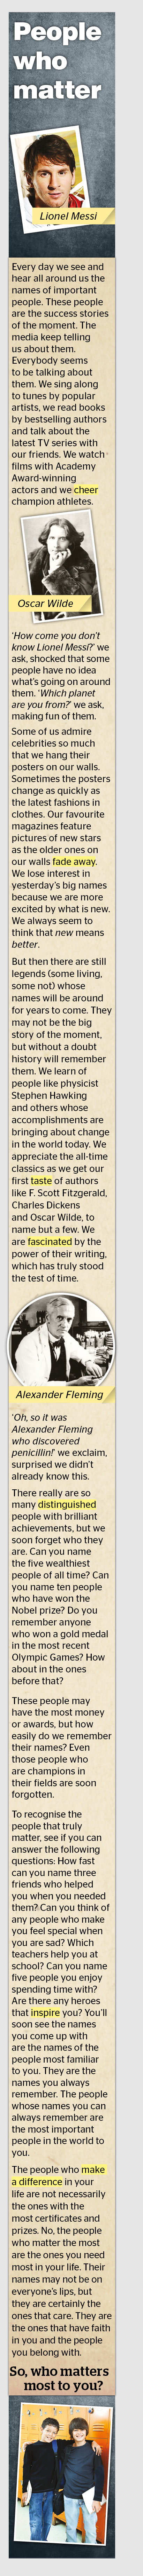 People
who
matter
Lionel Messi
Every day we see and
hear all around us the
names of important
people. These people
are the success stories
of the moment. The
media keep telling
us about them.
Everybody seems
to be talking about
them. We sing along
to tunes by popular
artists, we read books
by bestselling authors
and talk about the
latest TV series with
our friends. We watch
films with Academy
Award-winning
actors and we cheer
champion athletes.
Oscar Wilde
'How come you don't
know Lionel Messi?' we
ask, shocked that some
people have no idea
what's going on around
them. 'Which planet
are you from?' we ask,
making fun of them.
Some of us admire
celebrities so much
that we hang their
posters on our walls.
Sometimes the posters
change as quickly as
the latest fashions in
clothes. Our favourite
magazines feature
pictures of new stars
as the older ones on
our walls fade away.
We lose interest in
yesterday's big names
because we are more
excited by what is new.
We always seem to
think that new means
better.
But then there are still
legends (some living,
some not) whose
names will be around
for years to come. They
may not be the big
story of the moment,
but without a doubt
history will remember
them. We learn of
people like physicist
Stephen Hawking
and others whose
accomplishments are
bringing about change
in the world today. We
appreciate the all-time
classics as we get our
first taste of authors
like F. Scott Fitzgerald,
Charles Dickens
and Oscar Wilde, to
name but a few. We
are fascinated by the
power of their writing,
which has truly stood
the test of time.
Alexander Fleming
'Oh, so it was
Alexander Fleming
who discovered
penicillin!' we exclaim,
surprised we didn't
already know this.
There really are so
many distinguished
people with brilliant
achievements, but we
soon forget who they
are. Can you name
the five wealthiest
people of all time? Can
you name ten people
who have won the
Nobel prize? Do you
remember anyone
who won a gold medal
in the most recent
Olympic Games? How
about in the ones
before that?
These people may
have the most money
or awards, but how
easily do we remember
their names? Even
those people who
are champions in
their fields are soon
forgotten.
To recognise the
people that truly
matter, see if you can
answer the following
questions: How fast
can you name three
friends who helped
you when you needed
them? Can you think of
any people who make
you feel special when
you are sad? Which
teachers help you at
school? Can you name
five people you enjoy
spending time with?
Are there any heroes
that inspire you? You'll
soon see the names
you come up with
are the names of the
people most familiar
to you. They are the
names you always
remember. The people
whose names you can
always remember are
the most important
people in the world to
you.
The people who make
a difference in your
life are not necessarily
the ones with the
most certificates and
prizes. No, the people
who matter the most
are the ones you need
most in your life. Their
names may not be on
everyone's lips, but
they are certainly the
ones that care. They are
the ones that have faith
in you and the people
you belong with.
So, who matters
most to you?